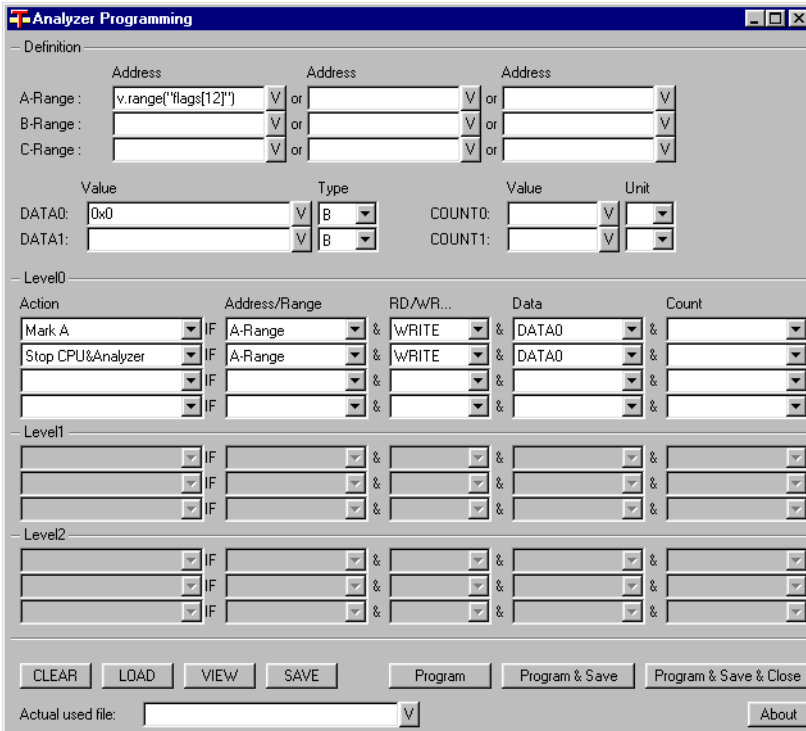 Analyzer Programming
Definition
Address Address Address
A-Range : v.range("flags[12]") V or V or V
B-Range : V or V or V
C-Range : V or V or V
Value Type Value Unit
DATA0: 0x0 V B COUNT0: V
DATA1: V B COUNT1: V
Level0
Action Address/Range RD/WR... Data Count
Mark A IF A-Range & WRITE & DATA0 &
Stop CPU&Analyzer IF A-Range & WRITE & DATA0 &
IF & & &
IF & & &
Level1
IF & & &
IF & & &
IF & & &
Level2
IF & & &
IF & & &
IF & & &
CLEAR LOAD VIEW SAVE Program Program & Save Program & Save & Close
Actual used file: V About